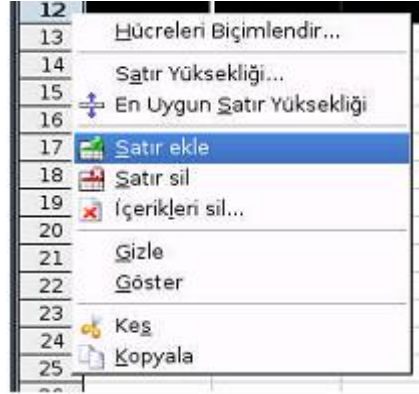 12
13 Hücreleri Biçimlendir...
14 Satır Yüksekliği...
15 En Uygun Satır Yüksekliği
16
17 Satır ekle
18 Satır sil
19 İçerikleri sil...
20
21 Gizle
22 Göster
23
24 Kes
25 Kopyala